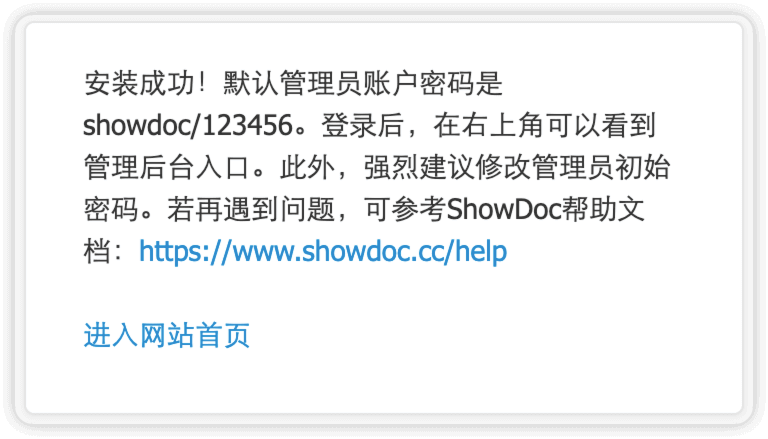 安装成功！默认管理员账户密码是
showdoc/123456。登录后，在右上角可以看到
管理后台入口。此外，强烈建议修改管理员初始
密码。若再遇到问题，可参考ShowDoc帮助文
档：https://www.showdoc.cc/help
进入网站首页